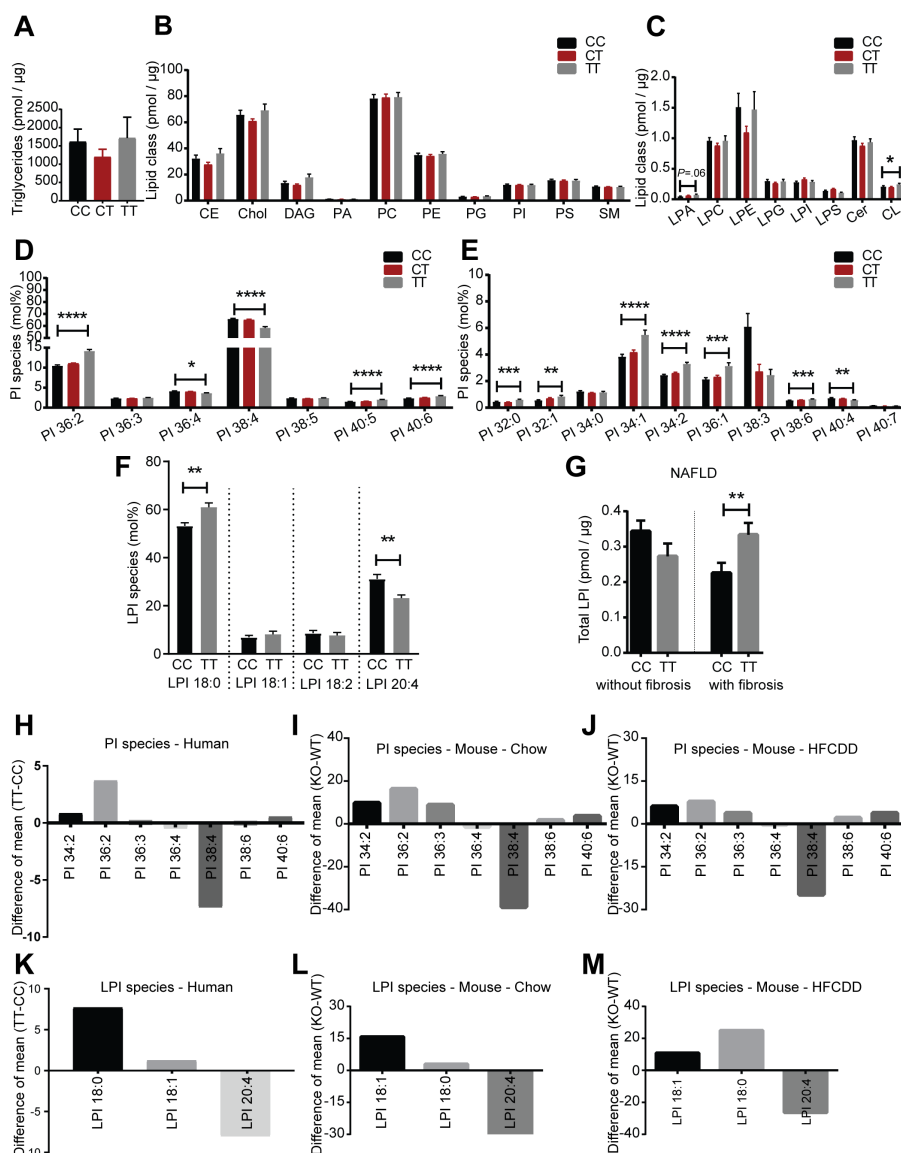 A
Triglycerides (pmol / µg)
2500
2000
1500
1000
500
0
CC CT TT
B
Lipid class (pmol / µg)
100
80
60
40
20
0
CE Chol DAG PA PC PE PG PI PS SM
CC
CT
TT
C
Lipid class (pmol / µg)
2.0
1.5
1.0
0.5
0.0
P=.06
*
LPA LPC LPE LPG LPI LPS Cer CL
CC
CT
TT
D
PI species (mol%)
100
90
80
70
60
50
15
10
5
0
**** * **** **** ****
PI 36:2 PI 36:3 PI 36:4 PI 38:4 PI 38:5 PI 40:5 PI 40:6
CC
CT
TT
E
PI species (mol%)
10
8
6
4
2
0
*** ** **** **** *** *** **
PI 32:0 PI 32:1 PI 34:0 PI 34:1 PI 34:2 PI 36:1 PI 38:3 PI 38:6 PI 40:4 PI 40:7
CC
CT
TT
F
LPI species (mol%)
80
60
40
20
0
** **
CC TT CC TT CC TT CC TT
LPI 18:0 LPI 18:1 LPI 18:2 LPI 20:4
G
NAFLD
Total LPI (pmol / µg)
0.4
0.3
0.2
0.1
0.0
**
CC TT CC TT
without fibrosis with fibrosis
H
PI species - Human
Difference of mean (TT-CC)
5
0
-5
-10
PI 34:2 PI 36:2 PI 36:3 PI 36:4 PI 38:4 PI 38:6 PI 40:6
I
PI species - Mouse - Chow
Difference of mean (KO-WT)
40
20
0
-20
-40
PI 34:2 PI 36:2 PI 36:3 PI 36:4 PI 38:4 PI 38:6 PI 40:6
J
PI species - Mouse - HFCDD
Difference of mean (KO-WT)
30
15
0
-15
-30
PI 34:2 PI 36:2 PI 36:3 PI 36:4 PI 38:4 PI 38:6 PI 40:6
K
LPI species - Human
Difference of mean (TT-CC)
10
5
0
-5
-10
LPI 18:0 LPI 18:1 LPI 20:4
L
LPI species - Mouse - Chow
Difference of mean (KO-WT)
30
15
0
-15
-30
LPI 18:1 LPI 18:0 LPI 20:4
M
LPI species - Mouse - HFCDD
Difference of mean (KO-WT)
40
20
0
-20
-40
LPI 18:1 LPI 18:0 LPI 20:4